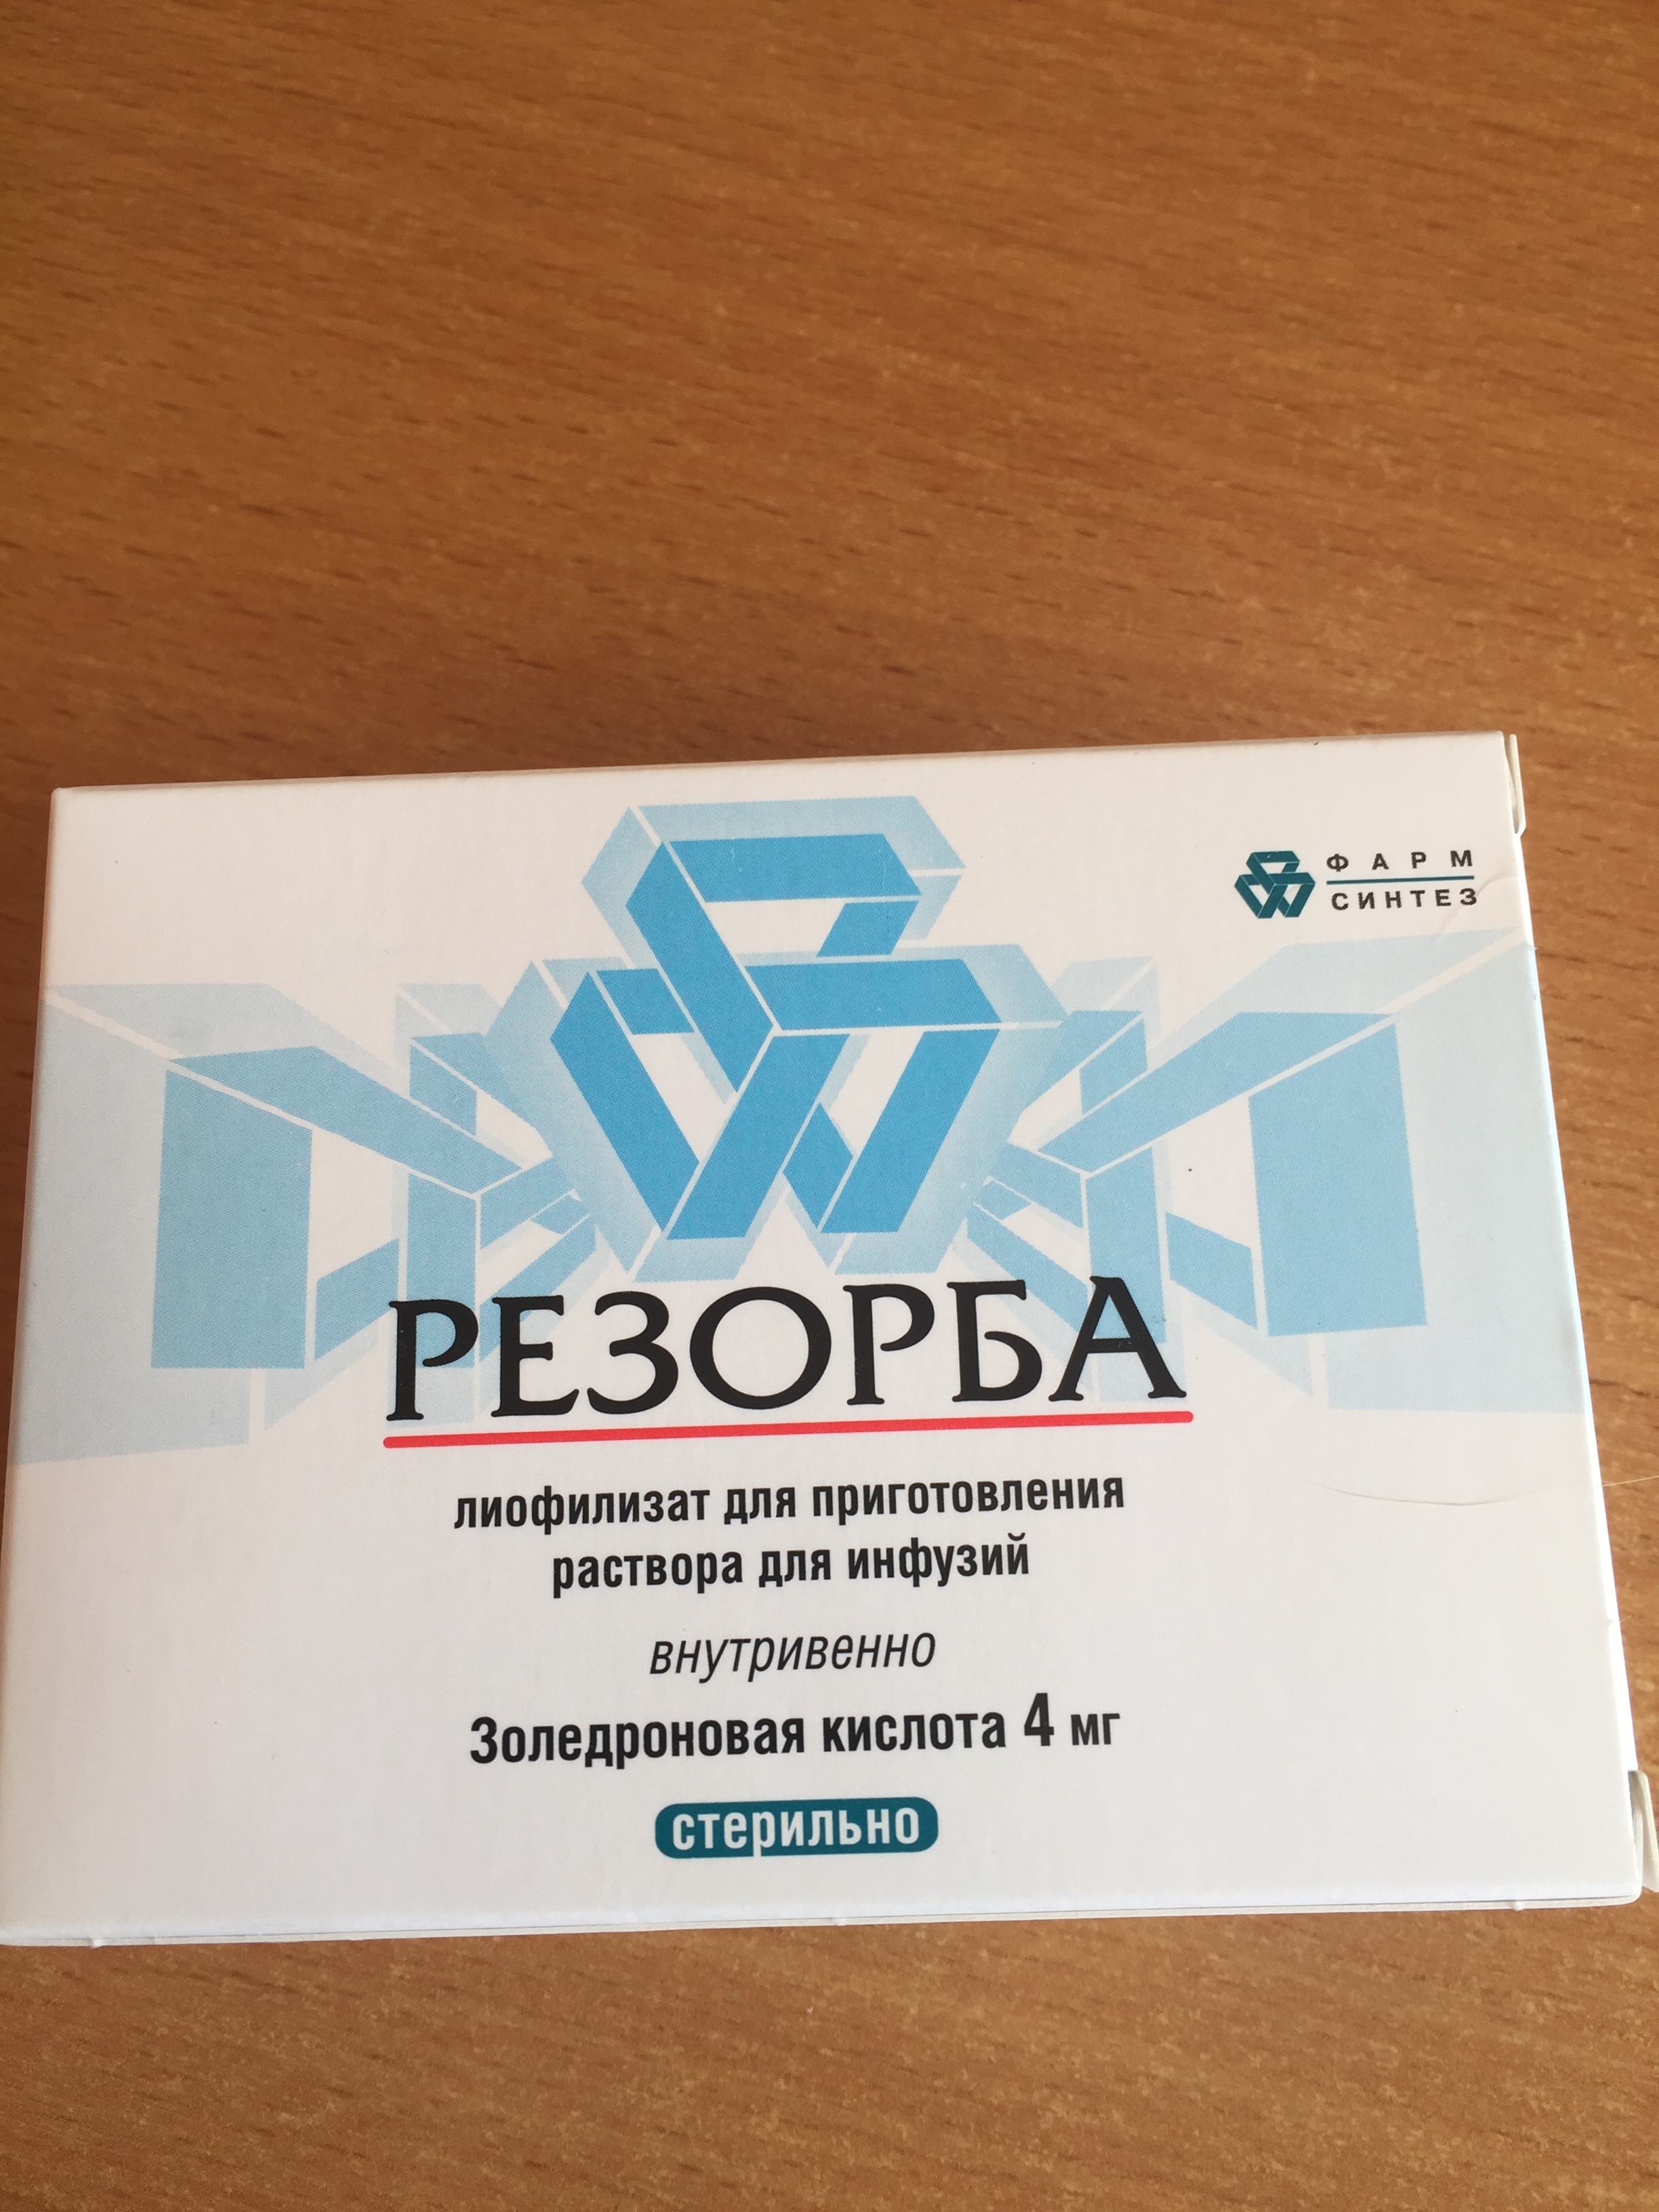 ФАРМ
СИНТЕЗ
РЕЗОРБА
лиофилизат для приготовления
раствора для инфузий
внутривенно
Золедроновая кислота 4 мг
стерильно